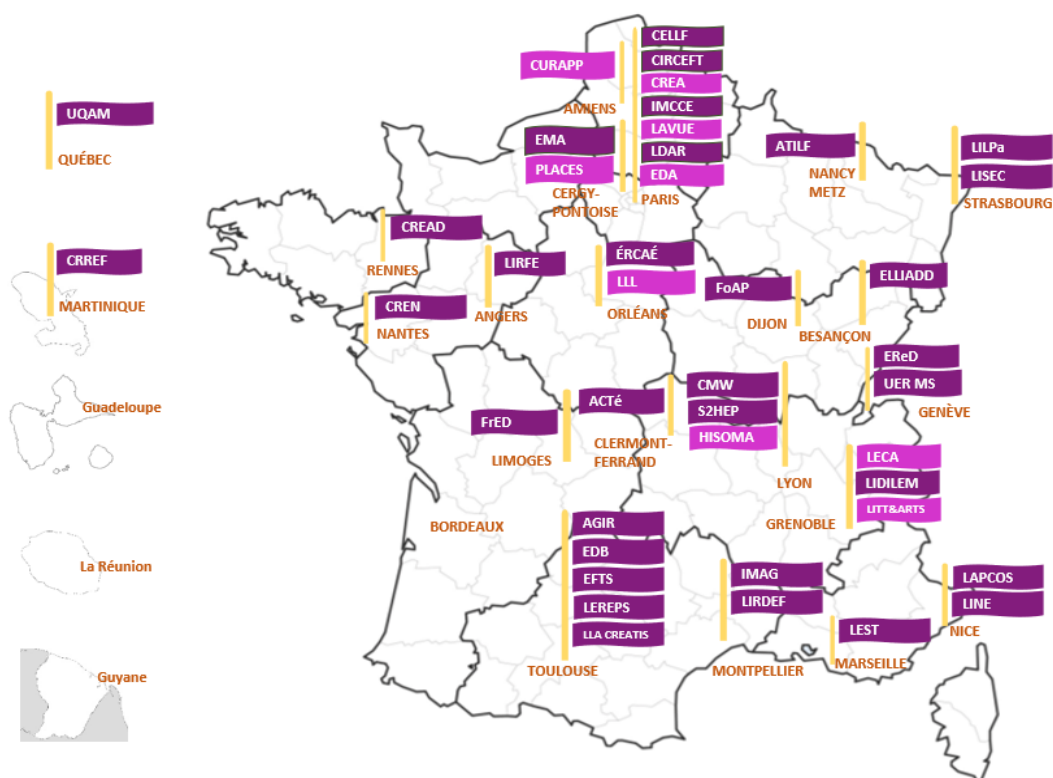 CELLF
CURAPP
CIRCEFT
CREA
AMIENS
IMCCE
UQAM
LAVUE
EMA
LDAR
ATILF
LILPa
QUÉBEC
PLACES
EDA
NANCY
METZ
LISEC
CERGY-
PONTOISE
PARIS
STRASBOURG
CREAD
CRREF
RENNES
LIRFE
ÉRCAÉ
LLL
FoAP
ELLIADD
MARTINIQUE
CREN
NANTES
ANGERS
ORLÉANS
DIJON
BESANÇON
EReD
UER MS
GENÈVE
Guadeloupe
FrED
ACTé
CMW
S2HEP
HISOMA
LIMOGES
CLERMONT-
FERRAND
LYON
LECA
LIDILEM
LITT&ARTS
GRENOBLE
BORDEAUX
AGIR
EDB
EFTS
LEREPS
LLA CREATIS
TOULOUSE
La Réunion
IMAG
LIRDEF
MONTPELLIER
LAPCOS
LINE
NICE
LEST
MARSEILLE
Guyane